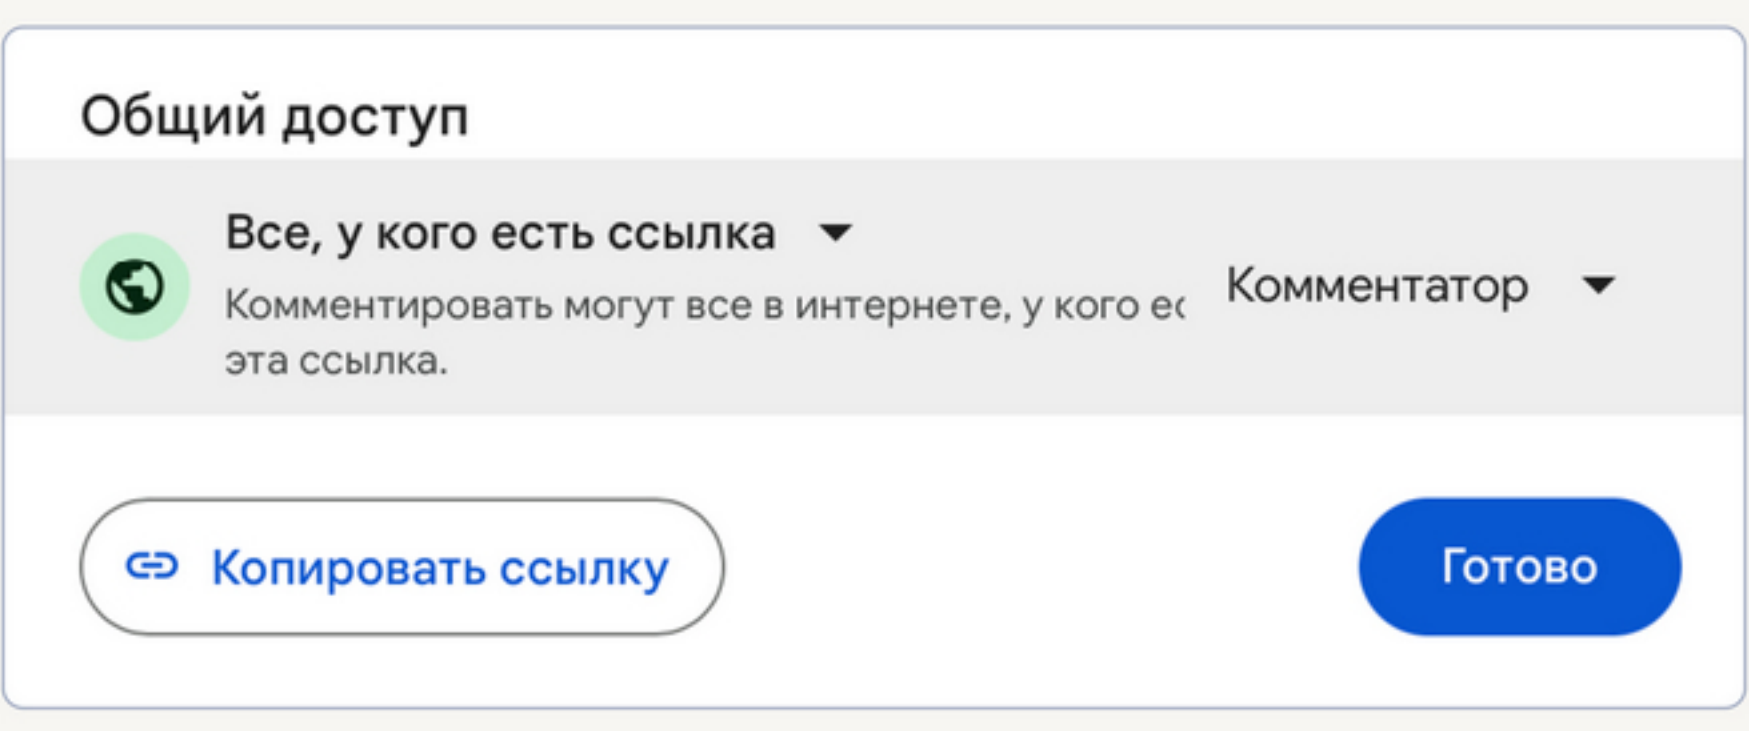 Общий доступ
Все, у кого есть ссылка
Комментировать могут все в интернете, у кого
эта ссылка.
Комментатор
Копировать ссылку
Готово